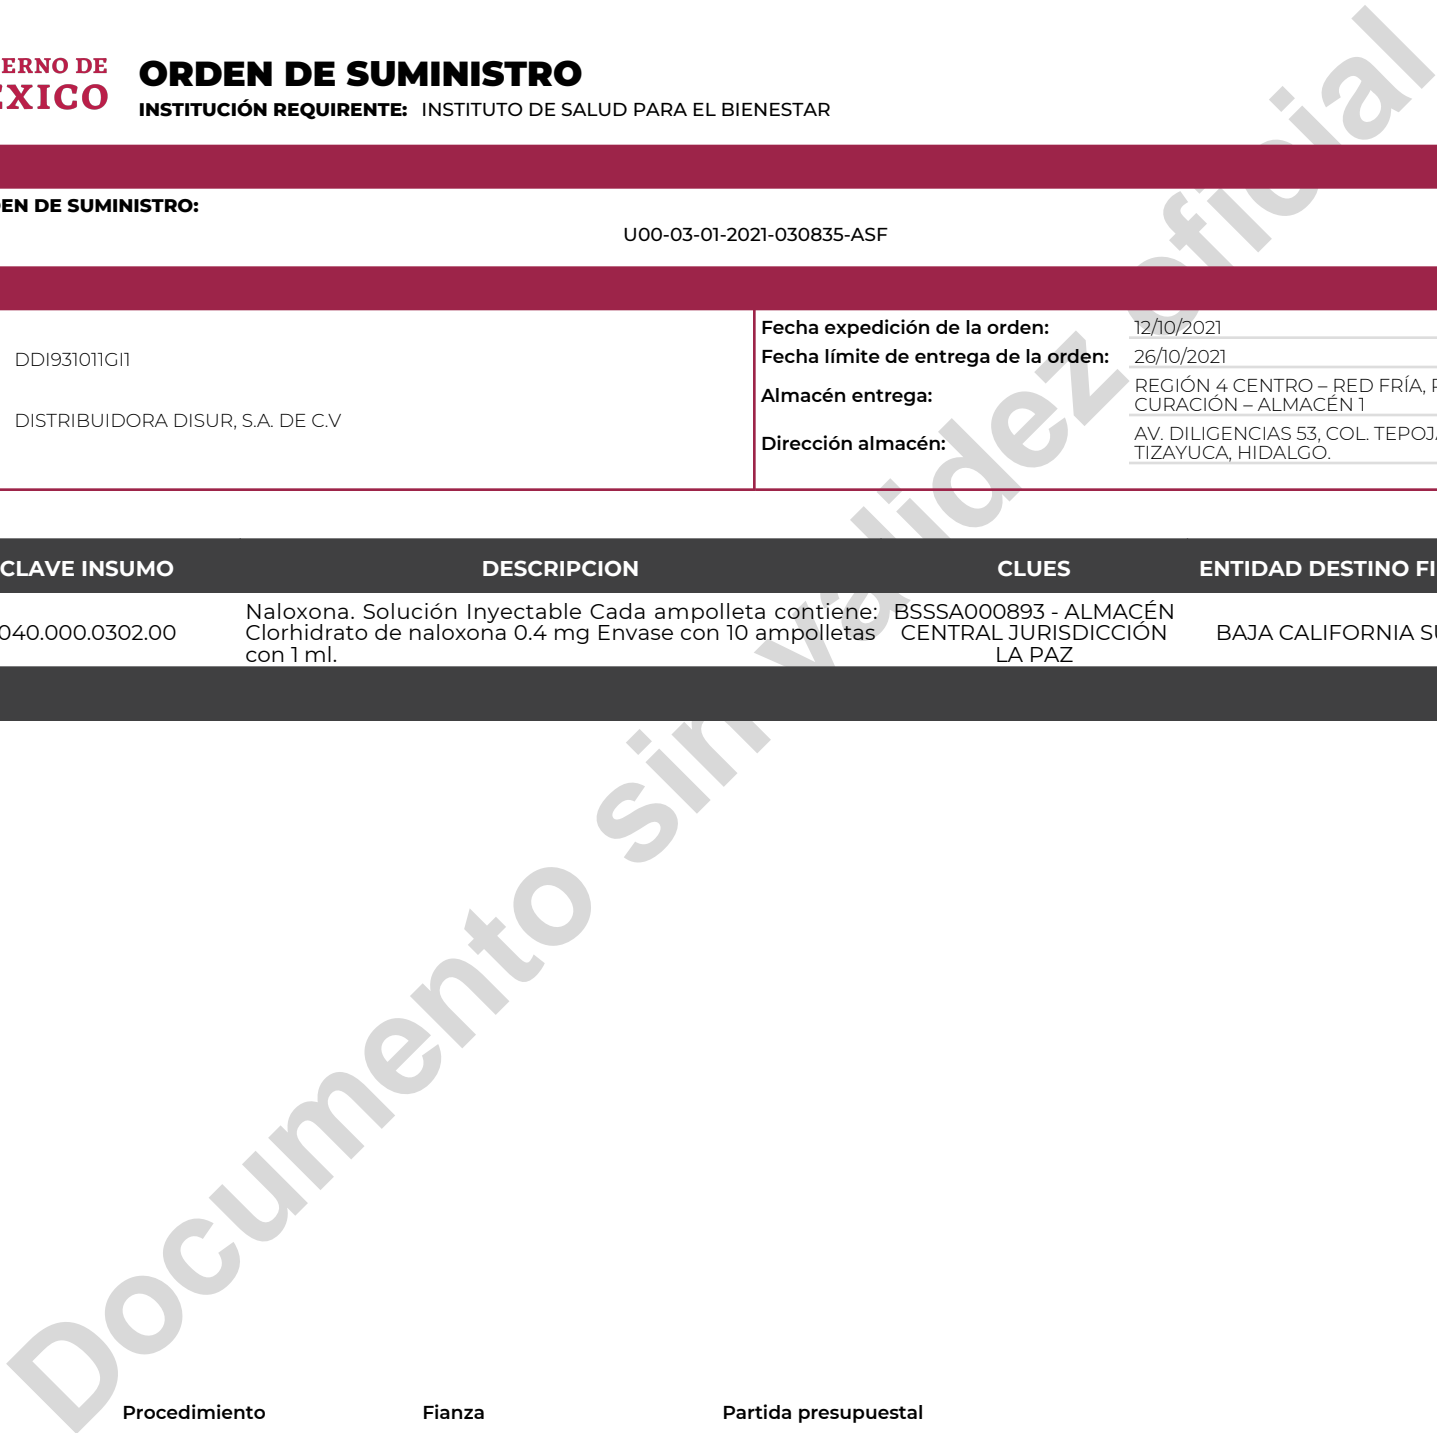 ERNO DE
EXICO
ORDEN DE SUMINISTRO
INSTITUCIÓN REQUIRENTE: INSTITUTO DE SALUD PARA EL BIENESTAR
EN DE SUMINISTRO:
U00-03-01-2021-030835-ASF
DDI931011GI1
DISTRIBUIDORA DISUR, S.A. DE C.V
Fecha expedición de la orden: 12/10/2021
Fecha límite de entrega de la orden: 26/10/2021
Almacén entrega: REGIÓN 4 CENTRO – RED FRÍA,
CURACIÓN – ALMACÉN 1
Dirección almacén: AV. DILIGENCIAS 53, COL. TEPOJA
TIZAYUCA, HIDALGO.
CLAVE INSUMO DESCRIPCION CLUES ENTIDAD DESTINO FI
040.000.0302.00
Naloxona. Solución Inyectable Cada ampolleta contiene:
Clorhidrato de naloxona 0.4 mg Envase con 10 ampolletas
con 1 ml.
BSSSA000893 - ALMACÉN
CENTRAL JURISDICCIÓN
LA PAZ
BAJA CALIFORNIA SU
Documento sin validez oficial
Procedimiento Fianza Partida presupuestal